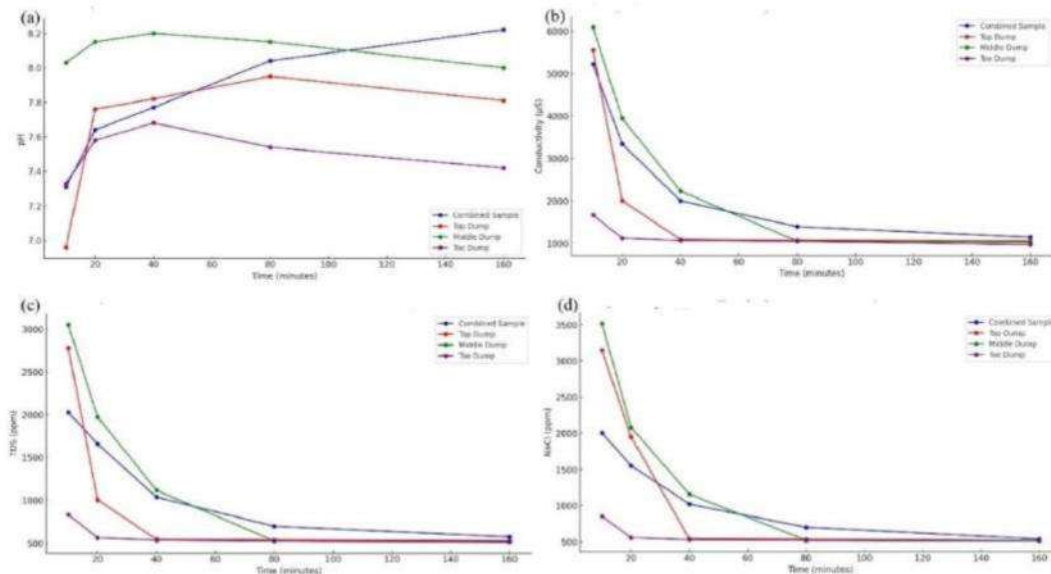 (a)
8.2
8.0
7.8
7.6
7.4
7.2
7.0
pH
Combined Sample
Top Dump
Middle Dump
Toe Dump
20 40 60 80 100 120 140 160
Time (minutes)
(b)
6000
5000
4000
3000
2000
1000
Conductivity (µS)
Combined Sample
Top Dump
Middle Dump
Toe Dump
20 40 60 80 100 120 140 160
Time (minutes)
(c)
3000
2500
2000
1500
1000
500
TDS (ppm)
Combined Sample
Top Dump
Middle Dump
Toe Dump
20 40 60 80 100 120 140 160
Time (minutes)
(d)
3500
3000
2500
2000
1500
1000
500
NaCl (ppm)
Combined Sample
Top Dump
Middle Dump
Toe Dump
20 40 60 80 100 120 140 160
Time (minutes)